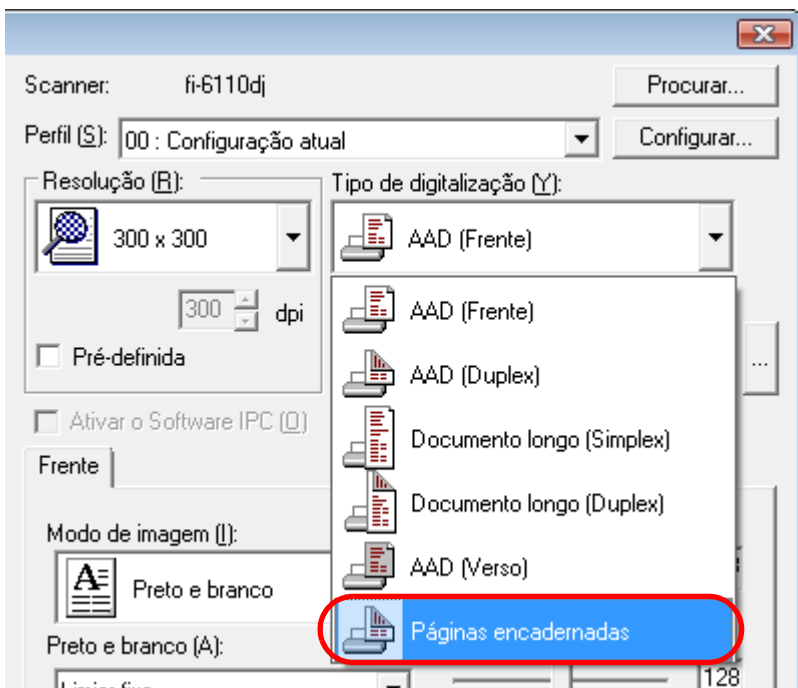 Scanner: fi-6110dj Procurar...
Perfil (S): 00 : Configuração atual Configurar...
Resolução (R): Tipo de digitalização (Y):
300 x 300 AAD (Frente)
300 dpi AAD (Frente)
Pré-definida AAD (Duplex) ...
Ativar o Software IPC (O) Documento longo (Simplex)
Frente
Documento longo (Duplex)
Modo de imagem (I):
AAD (Verso)
Preto e branco
Páginas encadernadas
Preto e branco (A):
128